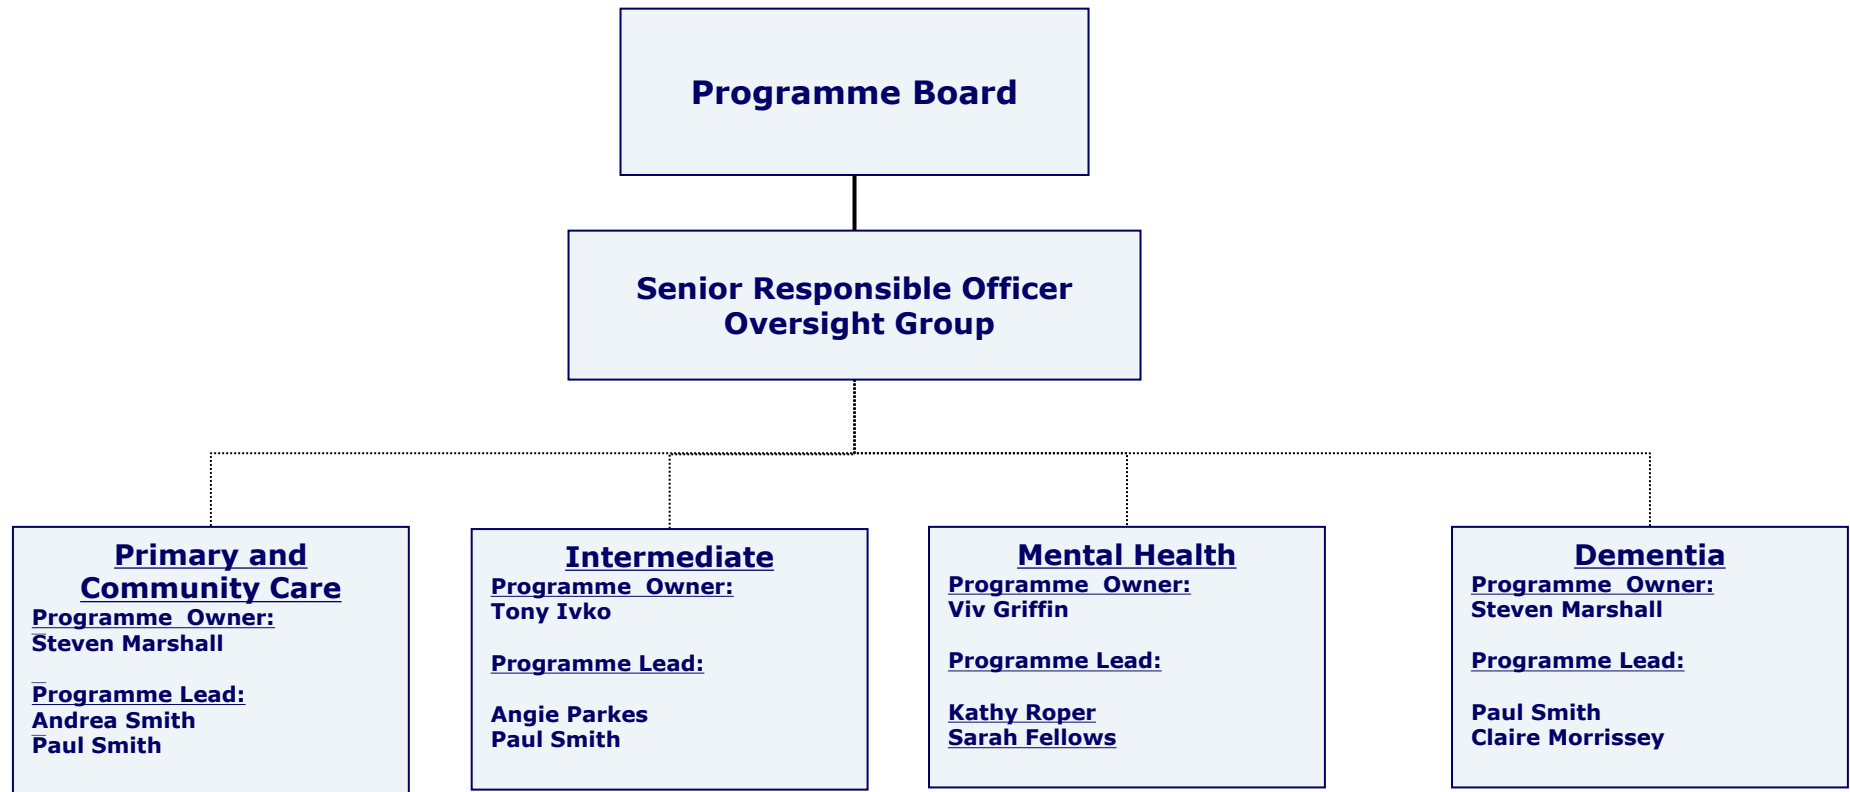 Programme Board
Senior Responsible Officer
Oversight Group
Primary and
Community Care
Programme  Owner:
Steven Marshall
Programme Lead:
Andrea Smith
Paul Smith
Intermediate
Programme  Owner:
Tony Ivko
Programme Lead:
Angie Parkes
Paul Smith
Mental Health
Programme  Owner:
Viv Griffin
Programme Lead:
Kathy Roper
Sarah Fellows
Dementia
Programme  Owner:
Steven Marshall
Programme Lead:
Paul Smith
Claire Morrissey